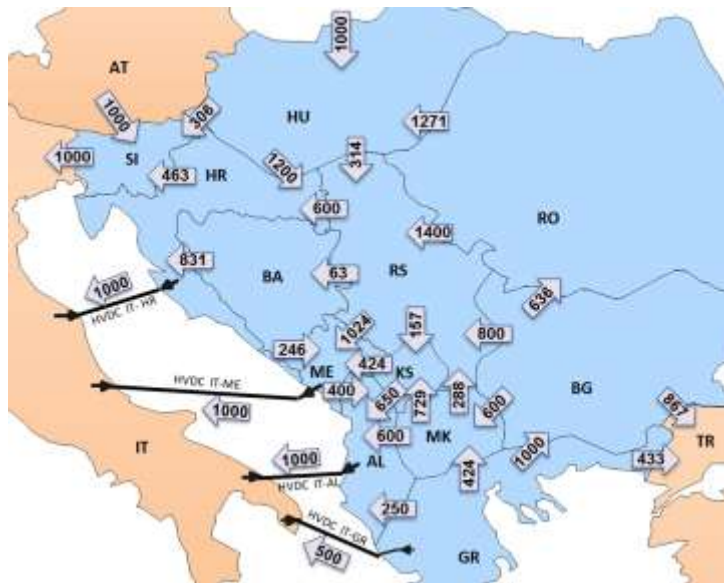 1000
AT
308
1000
HU
1271
1000
SI
314
463
HR
1200
600
RO
1400
831
BA
63
RS
1000
HVDC IT-HR
638
1024
157
800
246
424
ME
KS
HVDC IT-ME
400
650
729
288
600
BG
1000
867
IT
600
MK
TR
1000
AL
424
1000
433
HVDC IT-AL
250
HVDC IT-GR
500
GR